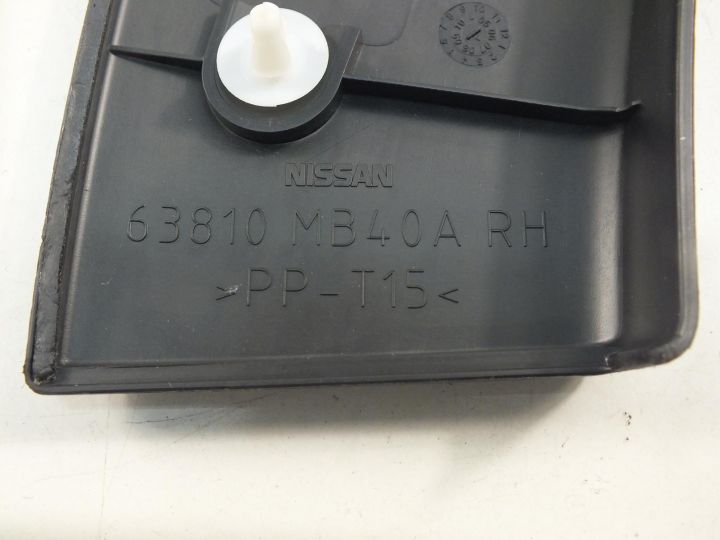 NISSAN
63810 MB40A RH
>PP-T15<